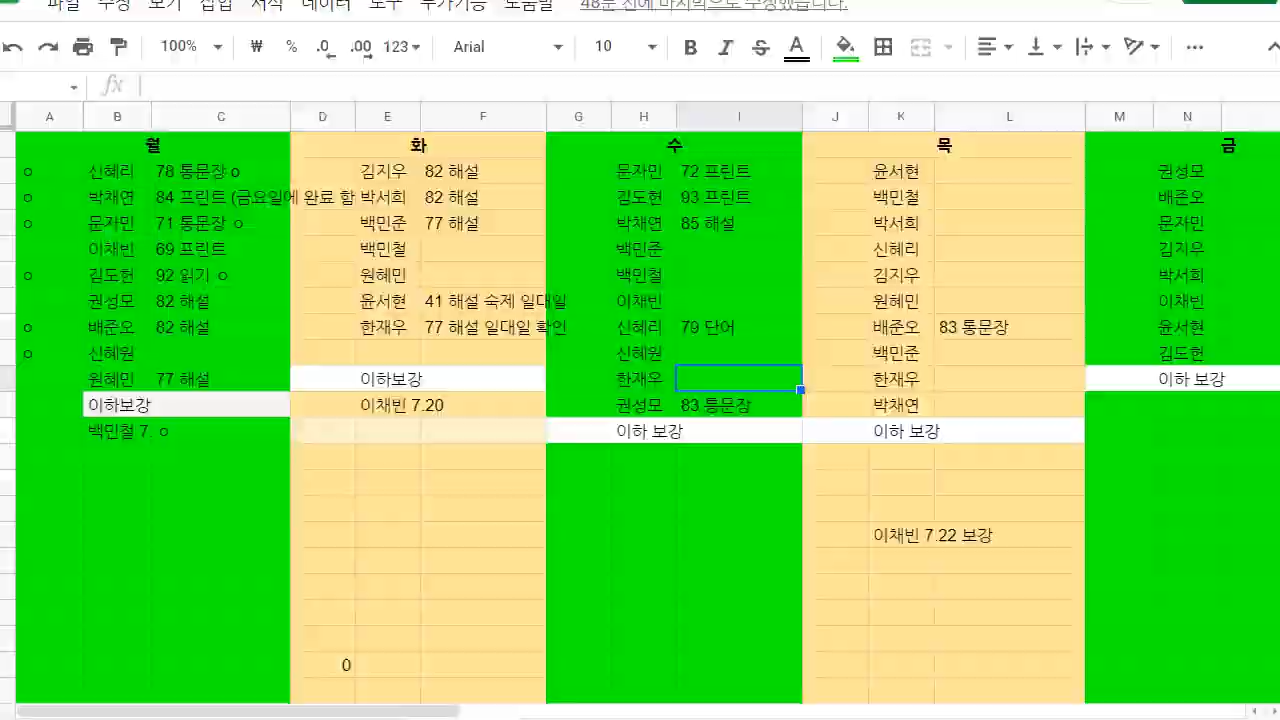 파일 수정 보기 삽입 서식 데이터 도구 부가기능 도움말 48분 전에 마지막으로 수정했습니다.
100% ₩ % .0 .00 123 Arial 10 B I S A
fx
A B C D E F G H I J K L M N
월 화 수 목 금
o 신혜리 78 통문장 o 김지우 82 해설 문자민 72 프린트 윤서현 권성모
o 박채연 84 프린트 (금요일에 완료 함 박서희 82 해설 김도현 93 프린트 백민철 배준오
o 문자민 71 통문장 o 백민준 77 해설 박채연 85 해설 박서희 문자민
이채빈 69 프린트 백민철 백민준 신혜리 김지우
o 김도헌 92 읽기 o 원혜민 백민철 김지우 박서희
권성모 82 해설 윤서현 41 해설 숙제 일대일 이채빈 원혜민 이채빈
o 배준오 82 해설 한재우 77 해설 일대일 확인 신혜리 79 단어 배준오 83 통문장 윤서현
o 신혜원 신혜원 백민준 김도헌
원혜민 77 해설 이하보강 한재우 한재우 이하 보강
이하보강 이채빈 7.20 권성모 83 통문장 박채연
백민철 7. o 이하 보강 이하 보강
이채빈 7.22 보강
0